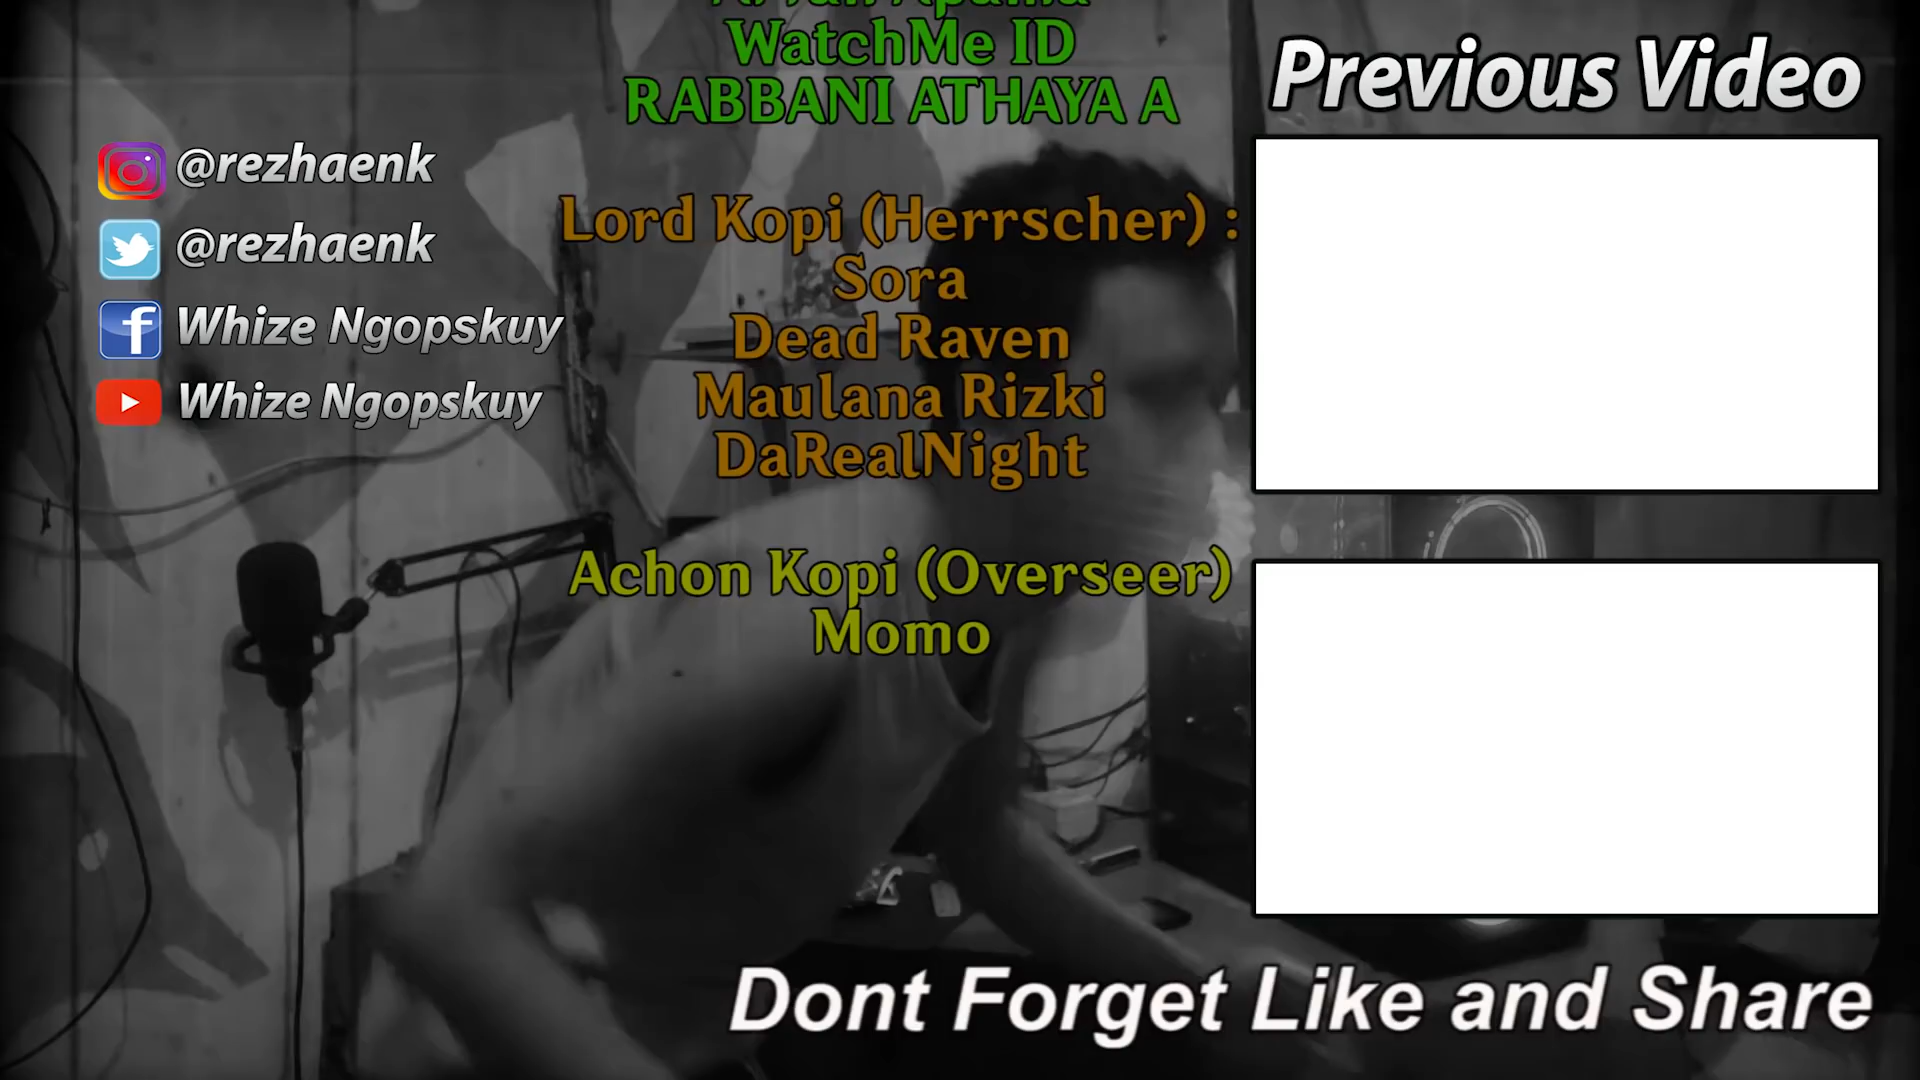 WatchMe ID
RABBANI ATHAYA A
Previous Video
@rezhaenk
@rezhaenk
Whize Ngopskuy
Whize Ngopskuy
Lord Kopi (Herrscher) :
Sora
Dead Raven
Maulana Rizki
DaRealNight
Achon Kopi (Overseer)
Momo
Dont Forget Like and Share